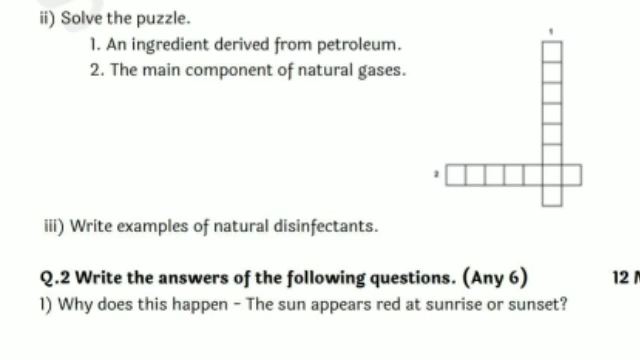 ii) Solve the puzzle.
1. An ingredient derived from petroleum.
2. The main component of natural gases.
1
2
iii) Write examples of natural disinfectants.
Q.2 Write the answers of the following questions. (Any 6) 12
1) Why does this happen - The sun appears red at sunrise or sunset?